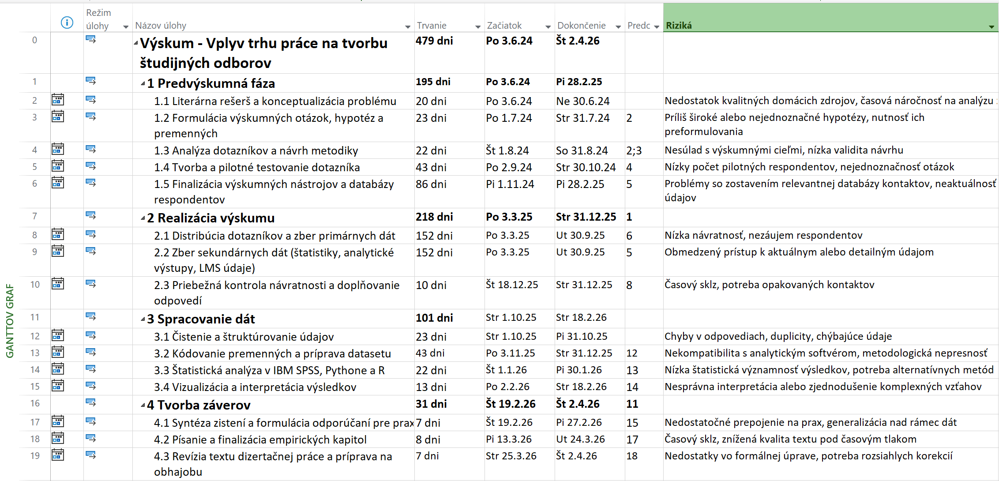 Režim
úlohy Názov úlohy Trvanie Začiatok Dokončenie Predc Riziká
0 Výskum - Vplyv trhu práce na tvorbu 479 dni Po 3.6.24 Št 2.4.26
študijných odborov
1 1 Predvýskumná fáza 195 dni Po 3.6.24 Pi 28.2.25
2 1.1 Literárna rešerš a konceptualizácia problému 20 dni Po 3.6.24 Ne 30.6.24 Nedostatok kvalitných domácich zdrojov, časová náročnosť na analýzu
3 1.2 Formulácia výskumných otázok, hypotéz a 23 dni Po 1.7.24 Str 31.7.24 2 Príliš široké alebo nejednoznačné hypotézy, nutnosť ich
premenných preformulovania
4 1.3 Analýza dotazníkov a návrh metodiky 22 dni Št 1.8.24 So 31.8.24 2;3 Nesúlad s výskumnými cieľmi, nízka validita návrhu
5 1.4 Tvorba a pilotné testovanie dotazníka 43 dni Po 2.9.24 Str 30.10.24 4 Nízky počet pilotných respondentov, nejednoznačnosť otázok
6 1.5 Finalizácia výskumných nástrojov a databázy 86 dni Pi 1.11.24 Pi 28.2.25 5 Problémy so zostavením relevantnej databázy kontaktov, neaktuálnosť
respondentov údajov
7 2 Realizácia výskumu 218 dni Po 3.3.25 Str 31.12.25 1
8 2.1 Distribúcia dotazníkov a zber primárnych dát 152 dni Po 3.3.25 Ut 30.9.25 6 Nízka návratnosť, nezáujem respondentov
9 2.2 Zber sekundárnych dát (štatistiky, analytické 152 dni Po 3.3.25 Ut 30.9.25 5 Obmedzený prístup k aktuálnym alebo detailným údajom
výstupy, LMS údaje)
10 2.3 Priebežná kontrola návratnosti a doplňovanie 10 dni Št 18.12.25 Str 31.12.25 8 Časový sklz, potreba opakovaných kontaktov
odpovedí
11 3 Spracovanie dát 101 dni Str 1.10.25 Str 18.2.26
12 3.1 Čistenie a štruktúrovanie údajov 23 dni Str 1.10.25 Pi 31.10.25 Chyby v odpovediach, duplicity, chýbajúce údaje
13 3.2 Kódovanie premenných a príprava datasetu 43 dni Po 3.11.25 Str 31.12.25 12 Nekompatibilita s analytickým softvérom, metodologická nepresnosť
14 3.3 Štatistická analýza v IBM SPSS, Pythone a R 22 dni Št 1.1.26 Pi 30.1.26 13 Nízka štatistická významnosť výsledkov, potreba alternatívnych metód
15 3.4 Vizualizácia a interpretácia výsledkov 13 dni Po 2.2.26 Str 18.2.26 14 Nesprávna interpretácia alebo zjednodušenie komplexných vzťahov
16 4 Tvorba záverov 31 dni Št 19.2.26 Št 2.4.26 11
17 4.1 Syntéza zistení a formulácia odporúčaní pre prax 7 dni Št 19.2.26 Pi 27.2.26 15 Nedostatočné prepojenie na prax, generalizácia nad rámec dát
18 4.2 Písanie a finalizácia empirických kapitol 8 dni Pi 13.3.26 Ut 24.3.26 17 Časový sklz, znížená kvalita textu pod časovým tlakom
19 4.3 Revízia textu dizertačnej práce a príprava na 7 dni Str 25.3.26 Št 2.4.26 18 Nedostatky vo formálnej úprave, potreba rozsiahlych korekcií
obhajobu
GANTTOV GRAF